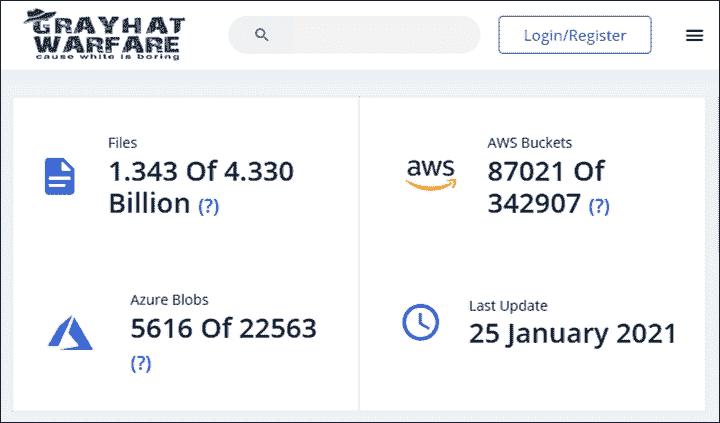 GRAYHAT
WARFARE
cause white is boring
Login/Register
Files
1.343 Of 4.330
Billion (?)
AWS Buckets
aws
87021 Of
342907 (?)
Azure Blobs
5616 Of 22563
(?)
Last Update
25 January 2021